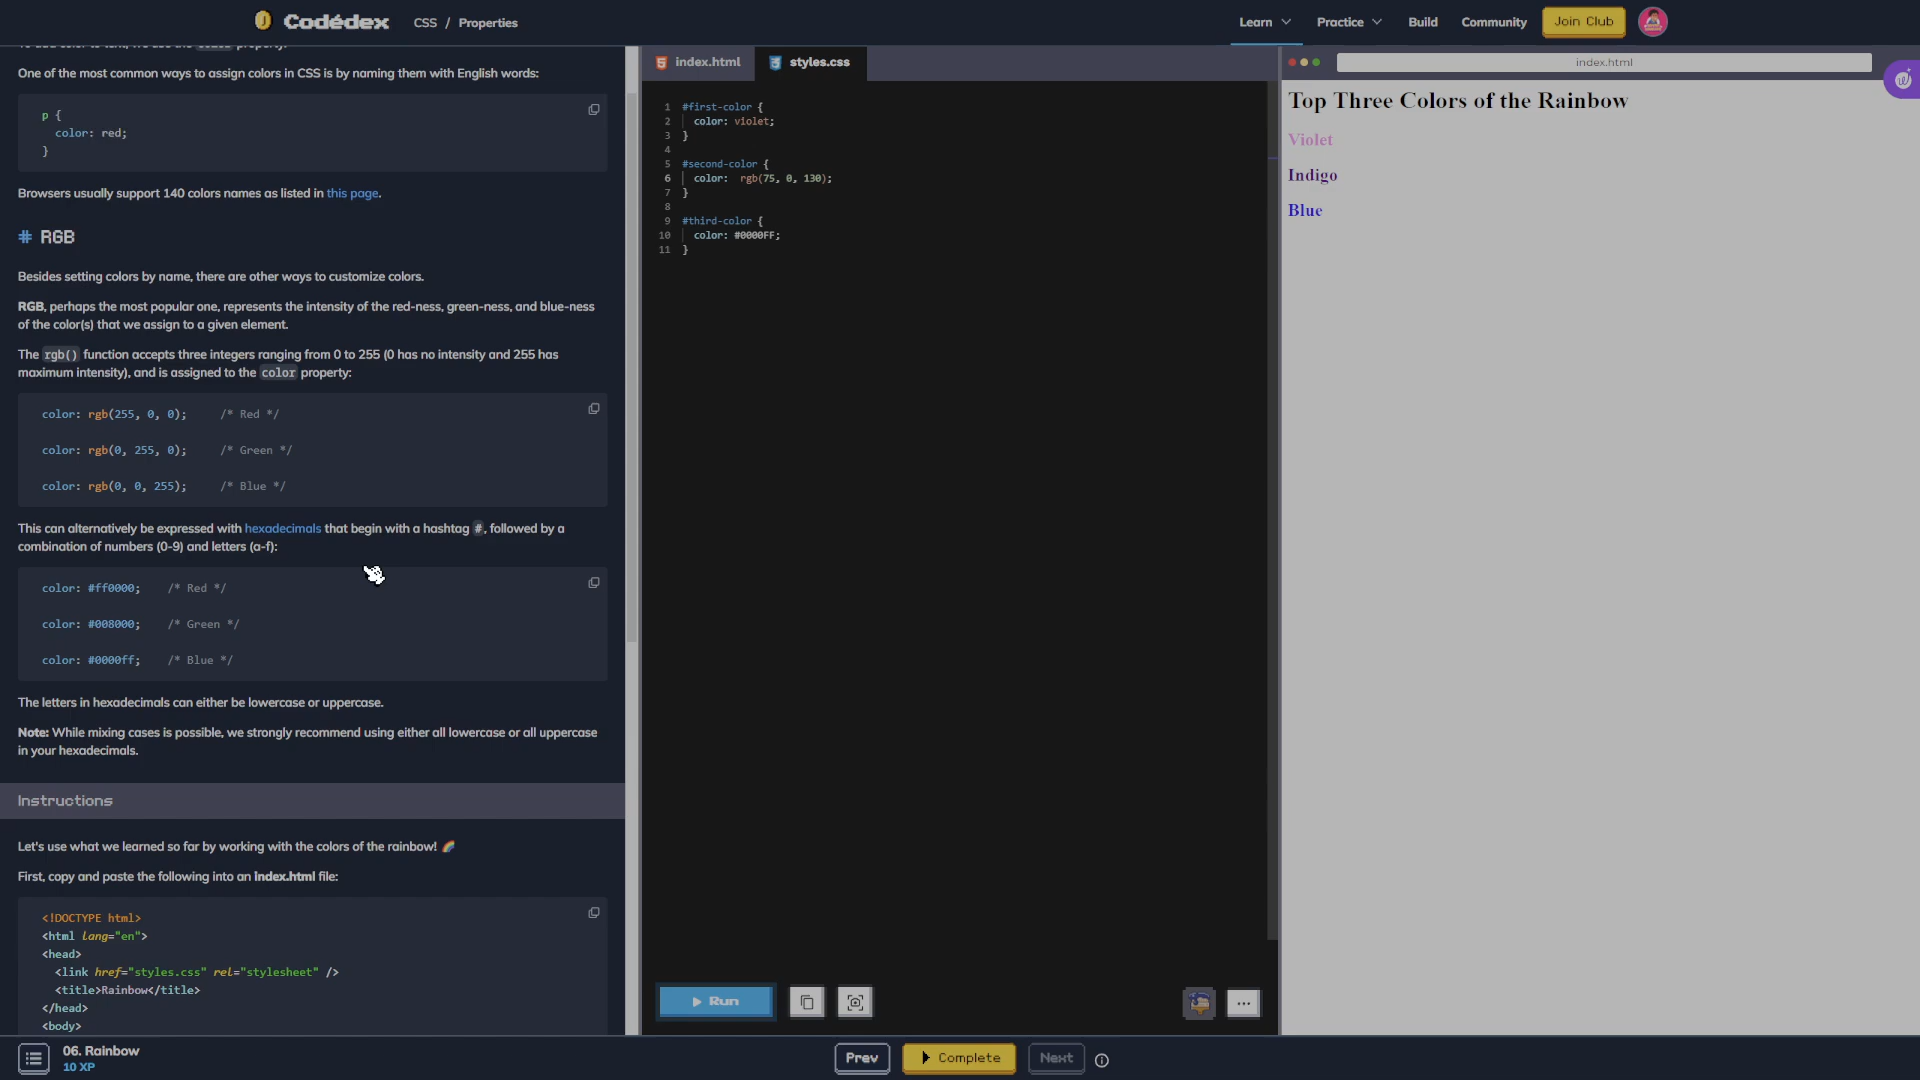 Codédex
CSS / Properties
Learn
Practice
Build
Community
Join Club
To add color to text, we use the color property.
One of the most common ways to assign colors in CSS is by naming them with English words:
p {
color: red;
}
Browsers usually support 140 colors names as listed in this page.
# RGB
Besides setting colors by name, there are other ways to customize colors.
RGB, perhaps the most popular one, represents the intensity of the red-ness, green-ness, and blue-ness
of the color(s) that we assign to a given element.
The rgb() function accepts three integers ranging from 0 to 255 (0 has no intensity and 255 has
maximum intensity), and is assigned to the color property:
color: rgb(255, 0, 0); /* Red */
color: rgb(0, 255, 0); /* Green */
color: rgb(0, 0, 255); /* Blue */
This can alternatively be expressed with hexadecimals that begin with a hashtag #, followed by a
combination of numbers (0-9) and letters (a-f):
color: #ff0000; /* Red */
color: #008000; /* Green */
color: #0000ff; /* Blue */
The letters in hexadecimals can either be lowercase or uppercase.
Note: While mixing cases is possible, we strongly recommend using either all lowercase or all uppercase
in your hexadecimals.
Instructions
Let's use what we learned so far by working with the colors of the rainbow! 🌈
First, copy and paste the following into an index.html file:
<!DOCTYPE html>
<html lang="en">
<head>
<link href="styles.css" rel="stylesheet" />
<title>Rainbow</title>
</head>
<body>
index.html
styles.css
1 #first-color {
2 color: violet;
3 }
4
5 #second-color {
6 color: rgb(75, 0, 130);
7 }
8
9 #third-color {
10 color: #0000FF;
11 }
Run
index.html
Top Three Colors of the Rainbow
Violet
Indigo
Blue
06. Rainbow
10 XP
Prev
Complete
Next